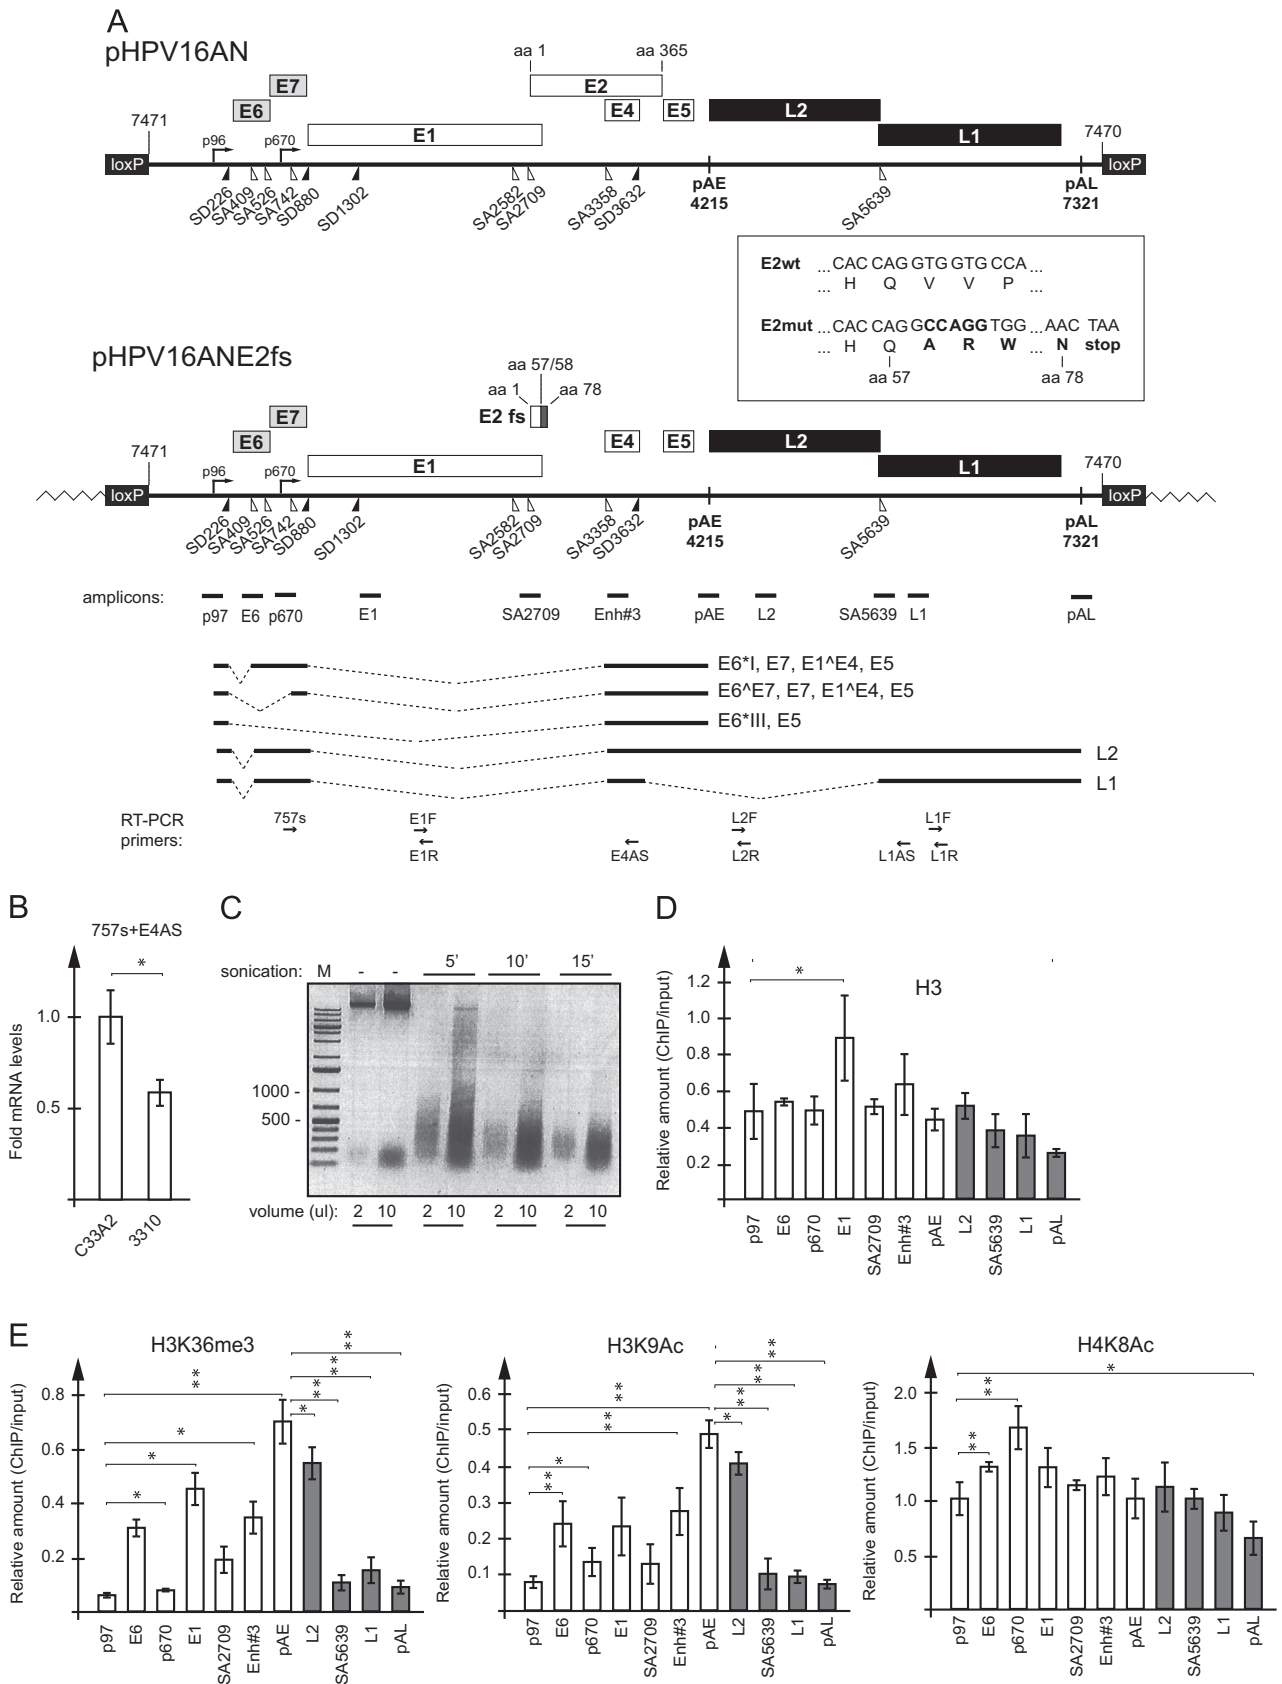 A
pHPV16AN
aa 1 aa 365
E7 E2
E6 E4 E5 L2
7471 p96 p670 E1 L1 7470
loxP loxP
SD226 SA409 SA526 SA742 SD880 SD1302 SA2582 SA2709 SA3358 SD3632 pAE 4215 SA5639 pAL 7321
E2wt ...CAC CAG GTG GTG CCA ...
... H Q V V P ...
E2mut ...CAC CAG GCCAGG TGG ... AAC TAA
... H Q A R W ... N stop
aa 57 aa 78
pHPV16ANE2fs
aa 57/58
aa 1 aa 78
E7 E2 fs
E6 E4 E5 L2
7471 p96 p670 E1 L1 7470
loxP loxP
SD226 SA409 SA526 SA742 SD880 SD1302 SA2582 SA2709 SA3358 SD3632 pAE 4215 SA5639 pAL 7321
amplicons: p97 E6 p670 E1 SA2709 Enh#3 pAE L2 SA5639 L1 pAL
E6*I, E7, E1^E4, E5
E6^E7, E7, E1^E4, E5
E6*III, E5
L2
L1
RT-PCR primers:
757s E1F L2F L1F
E1R E4AS L2R L1AS L1R
B
757s+E4AS
*
Fold mRNA levels
1.0
0.5
C33A2 3310
C
sonication: M - - 5' 10' 15'
1000 -
500 -
volume (ul): 2 10 2 10 2 10 2 10
D
H3
*
Relative amount (ChIP/input)
1.2
1.0
0.8
0.6
0.4
0.2
p97 E6 p670 E1 SA2709 Enh#3 pAE L2 SA5639 L1 pAL
E
H3K36me3
** ** ** ** * * * *
Relative amount (ChIP/input)
0.8
0.6
0.4
0.2
p97 E6 p670 E1 SA2709 Enh#3 pAE L2 SA5639 L1 pAL
H3K9Ac
** ** ** ** ** * * **
Relative amount (ChIP/input)
0.6
0.5
0.4
0.3
0.2
0.1
p97 E6 p670 E1 SA2709 Enh#3 pAE L2 SA5639 L1 pAL
H4K8Ac
* ** **
Relative amount (ChIP/input)
2.0
1.5
1.0
0.5
p97 E6 p670 E1 SA2709 Enh#3 pAE L2 SA5639 L1 pAL